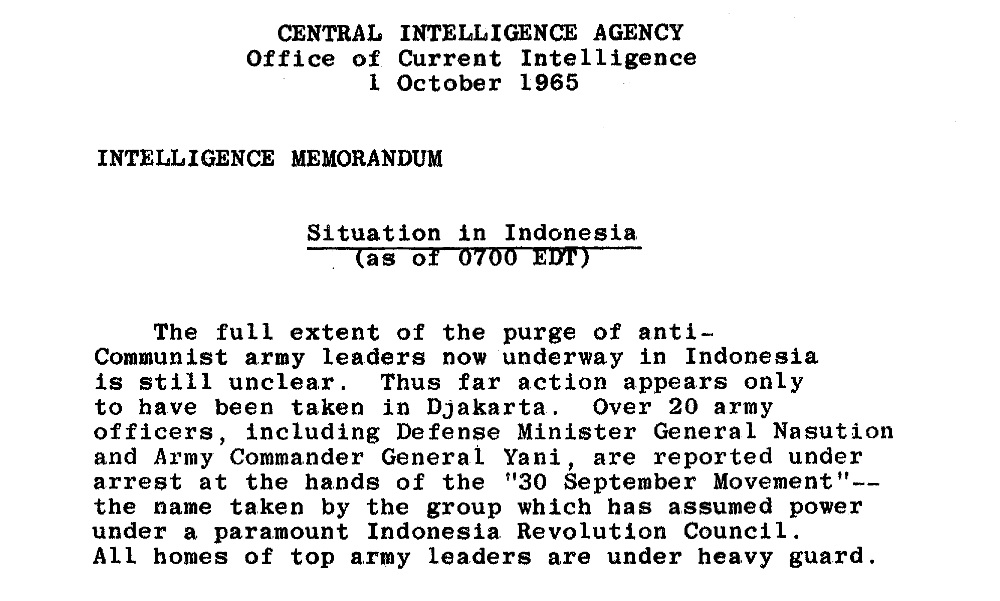 CENTRAL INTELLIGENCE AGENCY
Office of Current Intelligence
1 October 1965
INTELLIGENCE MEMORANDUM
Situation in Indonesia
(as of 0700 EDT)
The full extent of the purge of anti-
Communist army leaders now underway in Indonesia
is still unclear. Thus far action appears only
to have been taken in Djakarta. Over 20 army
officers, including Defense Minister General Nasution
and Army Commander General Yani, are reported under
arrest at the hands of the "30 September Movement"--
the name taken by the group which has assumed power
under a paramount Indonesia Revolution Council.
All homes of top army leaders are under heavy guard.